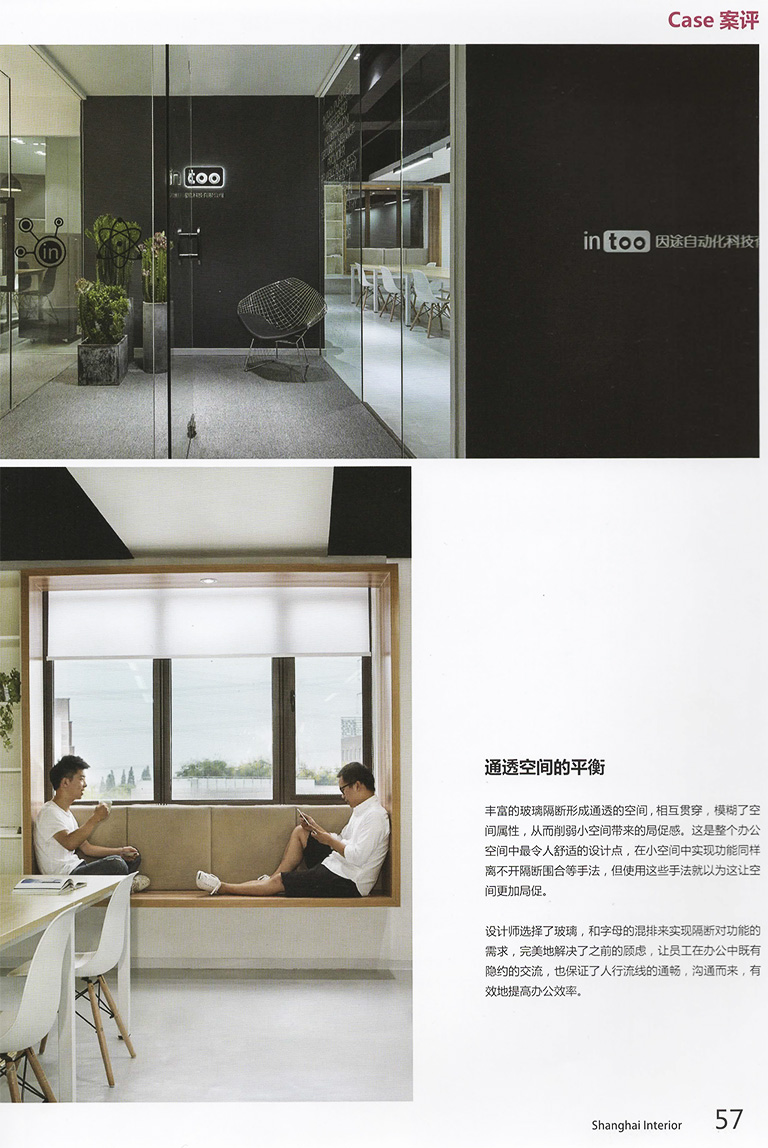 Case 案评
in too
in
in too 因途自动化科技
通透空间的平衡
丰富的玻璃隔断形成通透的空间，相互贯穿，模糊了空
间属性，从而削弱小空间带来的局促感。这是整个办公
空间中最令人舒适的设计点，在小空间中实现功能同样
离不开隔断围合等手法，但使用这些手法就以为这让空
间更加局促。
设计师选择了玻璃，和字母的混排来实现隔断对功能的
需求，完美地解决了之前的顾虑，让员工在办公中既有
隐约的交流，也保证了人行流线的通畅，沟通而来，有
效地提高办公效率。
Shanghai Interior 57